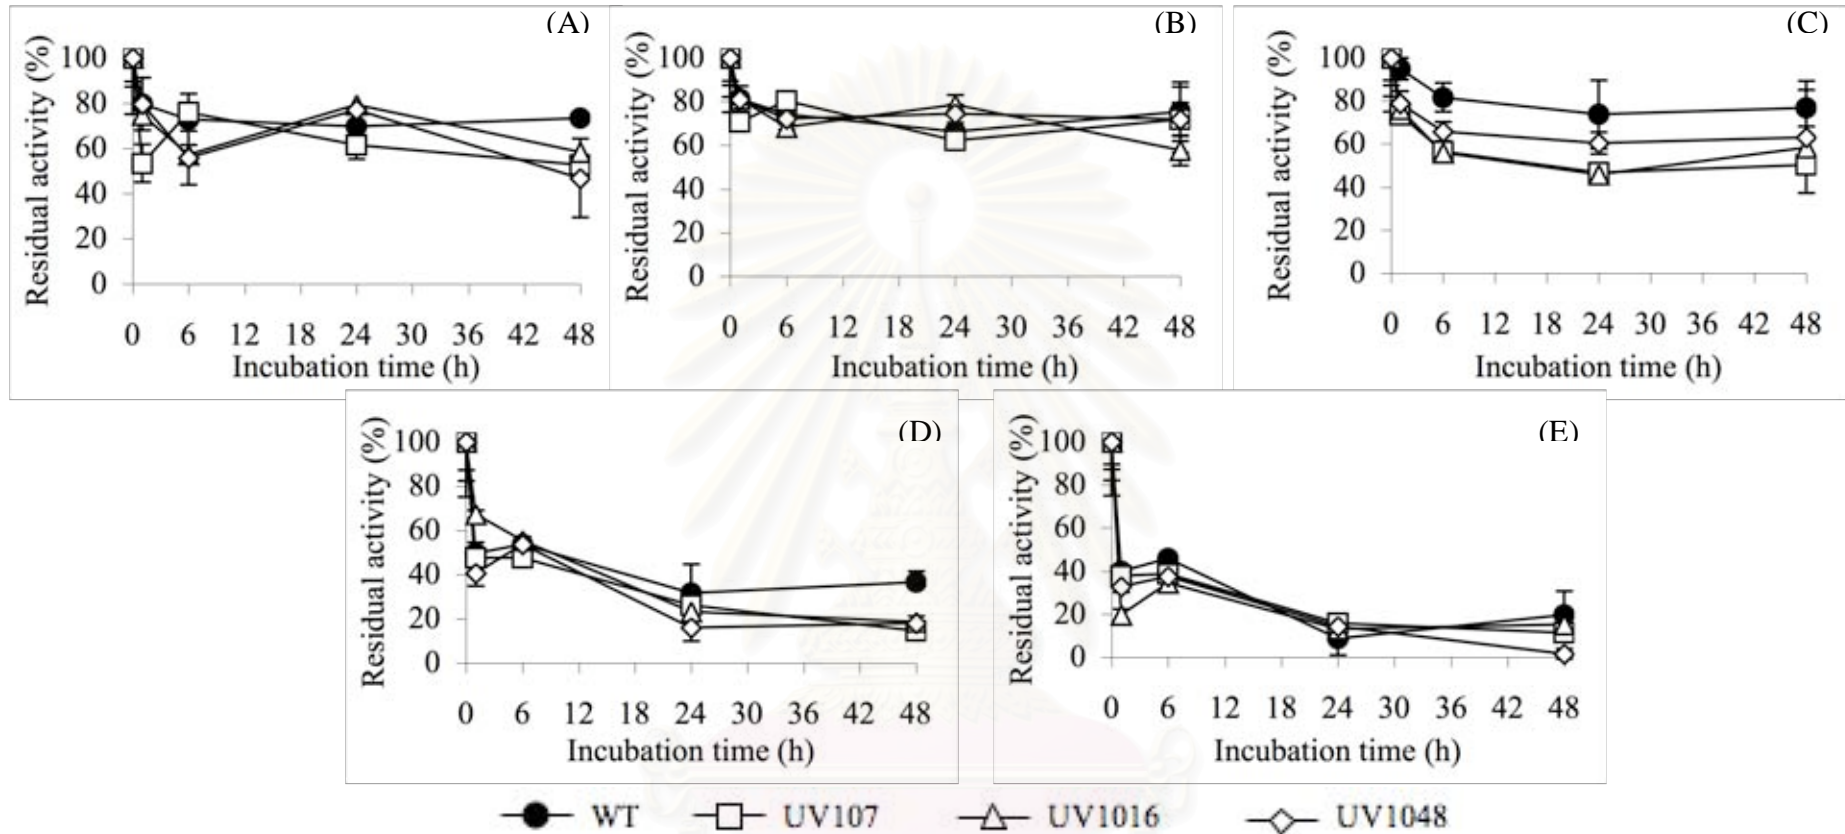 (A)
Residual activity (%)
100
80
60
40
20
0
0 6 12 18 24 30 36 42 48
Incubation time (h)
(B)
Residual activity (%)
100
80
60
40
20
0
0 6 12 18 24 30 36 42 48
Incubation time (h)
(C)
Residual activity (%)
100
80
60
40
20
0
0 6 12 18 24 30 36 42 48
Incubation time (h)
(D)
Residual activity (%)
100
80
60
40
20
0
0 6 12 18 24 30 36 42 48
Incubation time (h)
(E)
Residual activity (%)
100
80
60
40
20
0
0 6 12 18 24 30 36 42 48
Incubation time (h)
WT UV107 UV1016 UV1048